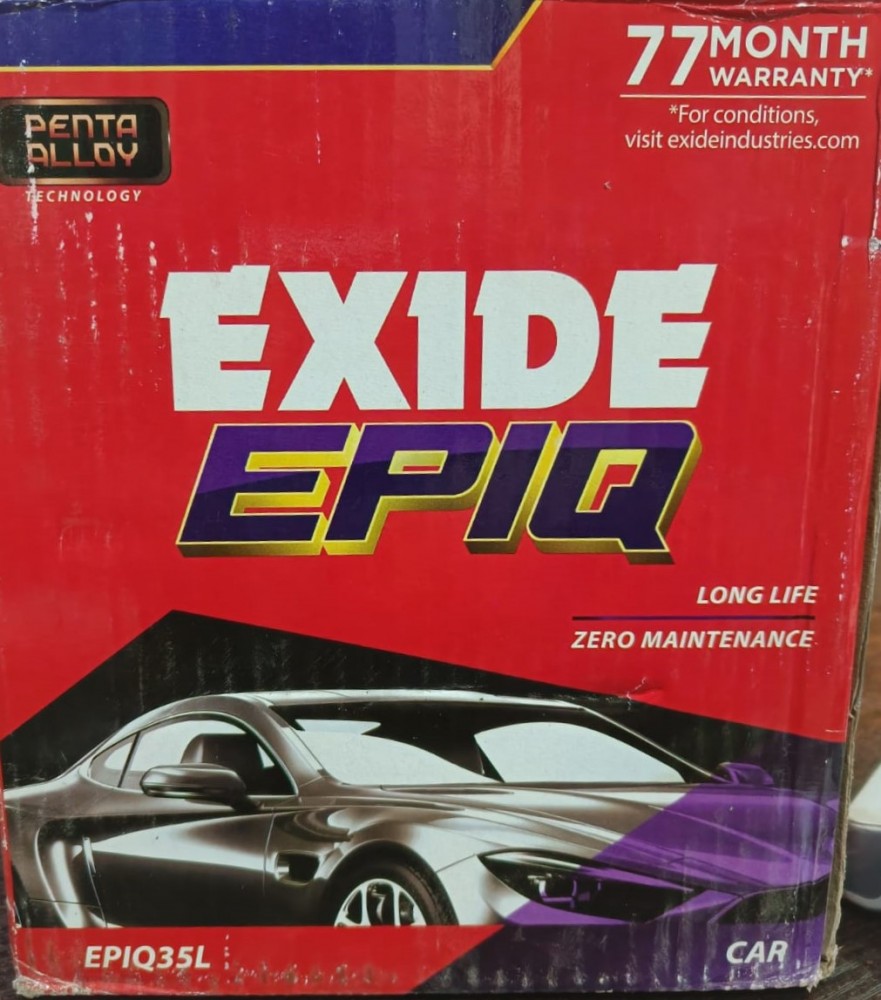 77 MONTH
WARRANTY*
*For conditions,
visit exideindustries.com
PENTA
ALLOY
TECHNOLOGY
EXIDE
EPIQ
LONG LIFE
ZERO MAINTENANCE
EPIQ35L
CAR